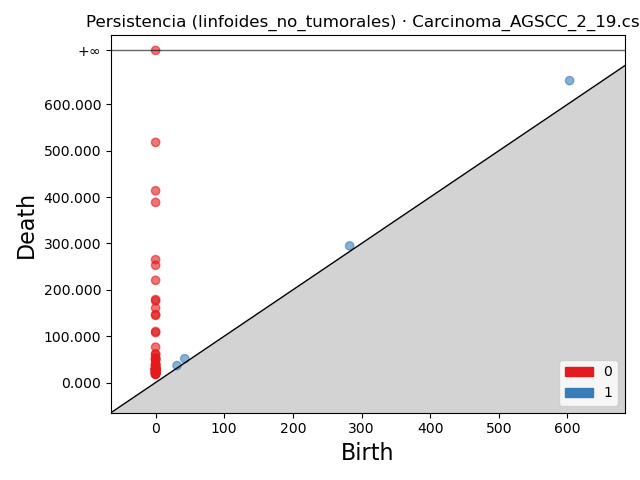 Persistencia (linfoides_no_tumorales) · Carcinoma_AGSCC_2_19.cs
+∞
600.000
500.000
400.000
300.000
200.000
100.000
0.000
Death
0
1
0 100 200 300 400 500 600
Birth